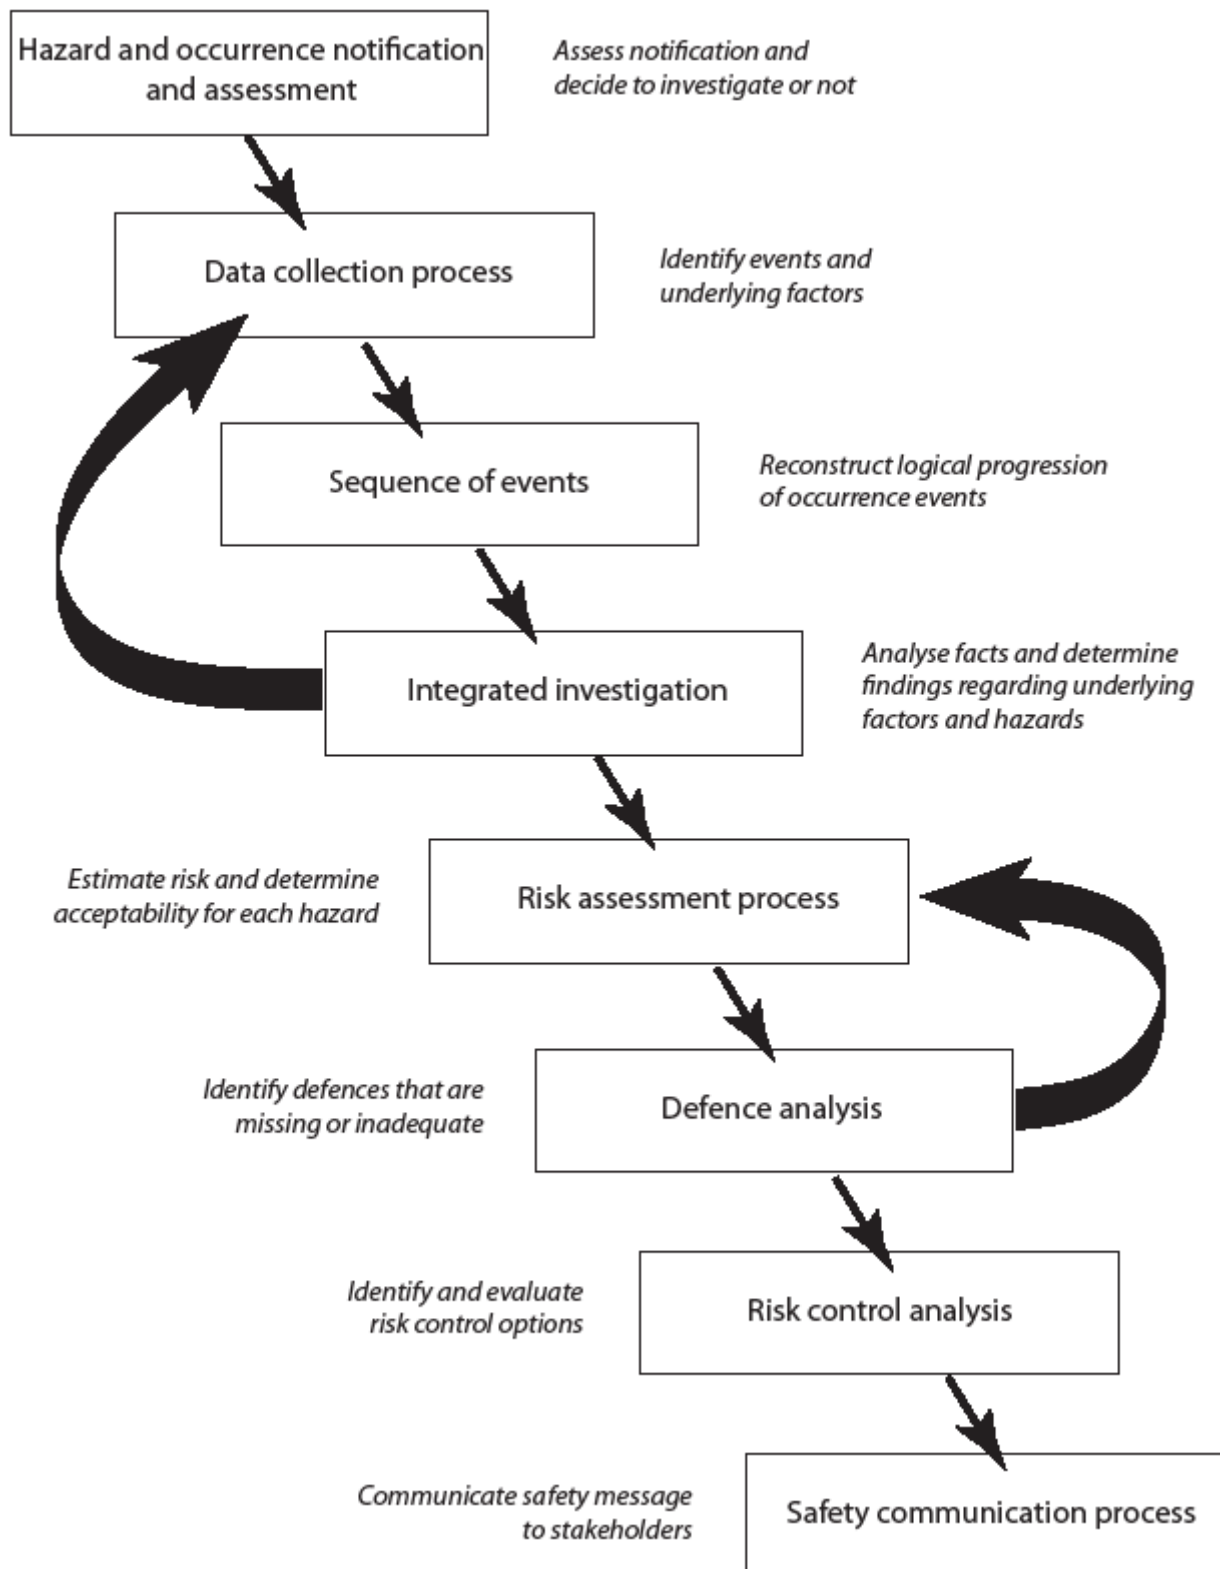 Hazard and occurrence notification
and assessment
Assess notification and
decide to investigate or not
Data collection process
Identify events and
underlying factors
Sequence of events
Reconstruct logical progression
of occurrence events
Integrated investigation
Analyse facts and determine
findings regarding underlying
factors and hazards
Estimate risk and determine
acceptability for each hazard
Risk assessment process
Identify defences that are
missing or inadequate
Defence analysis
Identify and evaluate
risk control options
Risk control analysis
Communicate safety message
to stakeholders
Safety communication process